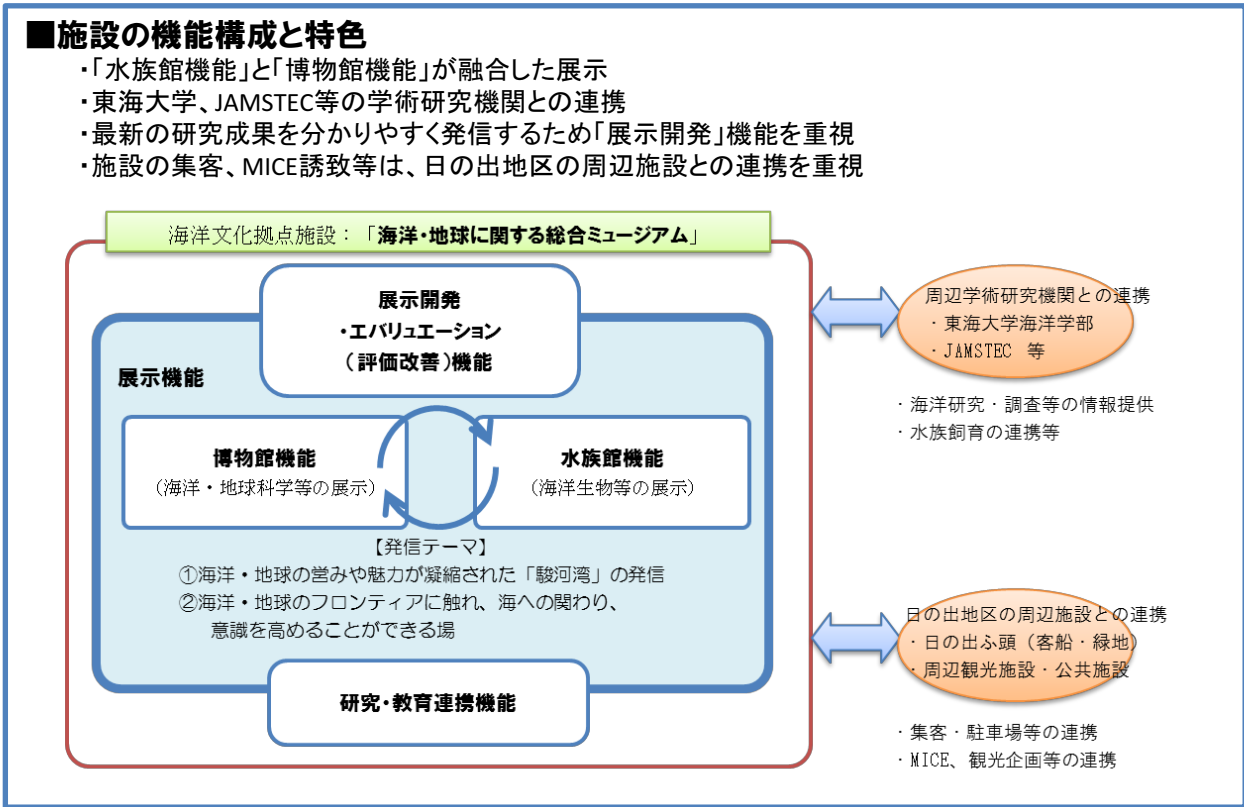 ■施設の機能構成と特色
・「水族館機能」と「博物館機能」が融合した展示
・東海大学、JAMSTEC等の学術研究機関との連携
・最新の研究成果を分かりやすく発信するため「展示開発」機能を重視
・施設の集客、MICE誘致等は、日の出地区の周辺施設との連携を重視
海洋文化拠点施設：「海洋・地球に関する総合ミュージアム」
展示開発
・エバリュエーション
(評価改善)機能
展示機能
博物館機能
(海洋・地球科学等の展示)
水族館機能
(海洋生物等の展示)
【発信テーマ】
①海洋・地球の営みや魅力が凝縮された「駿河湾」の発信
②海洋・地球のフロンティアに触れ、海への関わり、
意識を高めることができる場
研究・教育連携機能
周辺学術研究機関との連携
・東海大学海洋学部
・JAMSTEC 等
・海洋研究・調査等の情報提供
・水族飼育の連携等
日の出地区の周辺施設との連携
・日の出ふ頭（客船・緑地）
・周辺観光施設・公共施設
・集客・駐車場等の連携
・MICE、観光企画等の連携